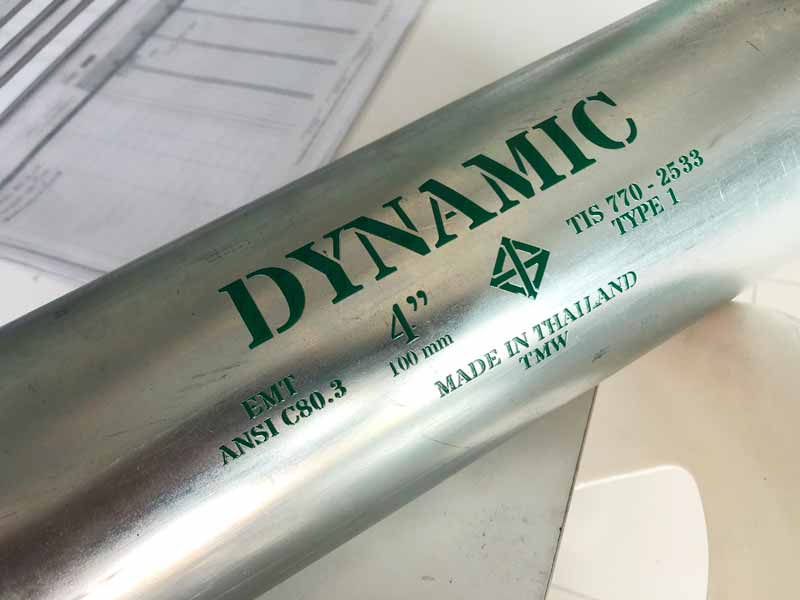 DYNAMIC
4”
100 mm
EMT
ANSI C80.3
TIS 770 - 2533
TYPE 1
MADE IN THAILAND
TMW